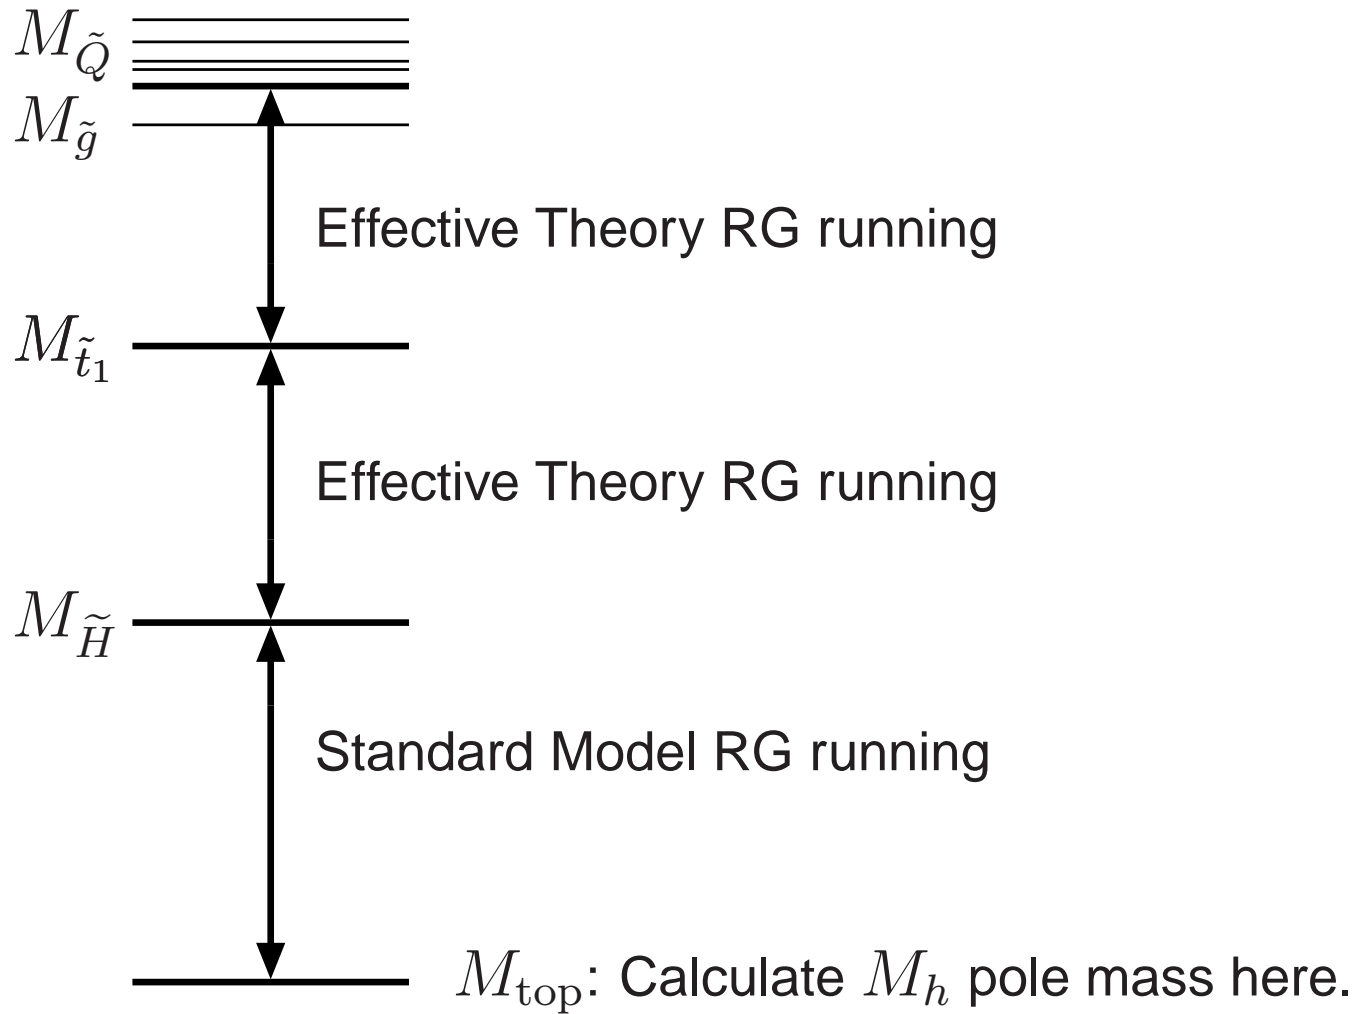 $M_{\tilde{Q}}$
$M_{\tilde{g}}$
Effective Theory RG running
$M_{\tilde{t}_1}$
Effective Theory RG running
$M_{\widetilde{H}}$
Standard Model RG running
$M_{\mathrm{top}}$: Calculate $M_h$ pole mass here.